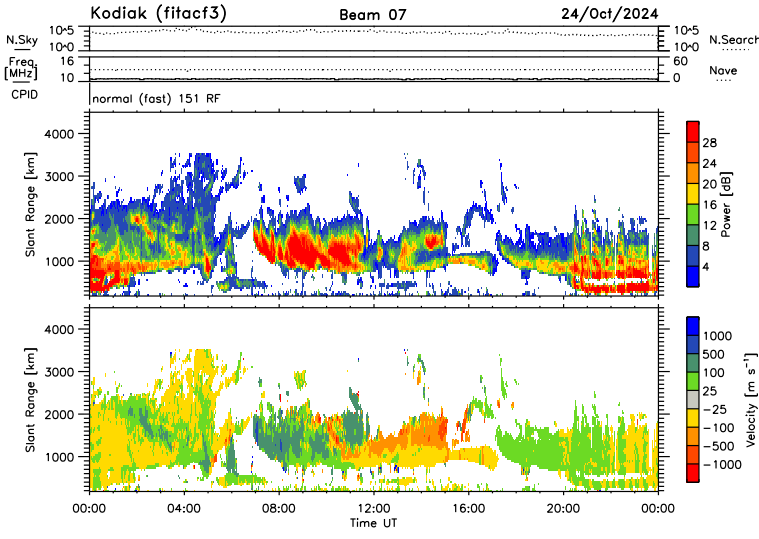 Kodiak (fitacf3) Beam 07 24/Oct/2024
N.Sky 10^5 10^0 10^5 10^0 N.Search
Freq. [MHz] 16 10 60 0 Nave
CPID normal (fast) 151 RF
Slant Range [km]
4000
3000
2000
1000
28
24
20
16
12
8
4
Power [dB]
Slant Range [km]
4000
3000
2000
1000
1000
500
100
25
-25
-100
-500
-1000
Velocity [m s⁻¹]
00:00 04:00 08:00 12:00 16:00 20:00 00:00
Time UT